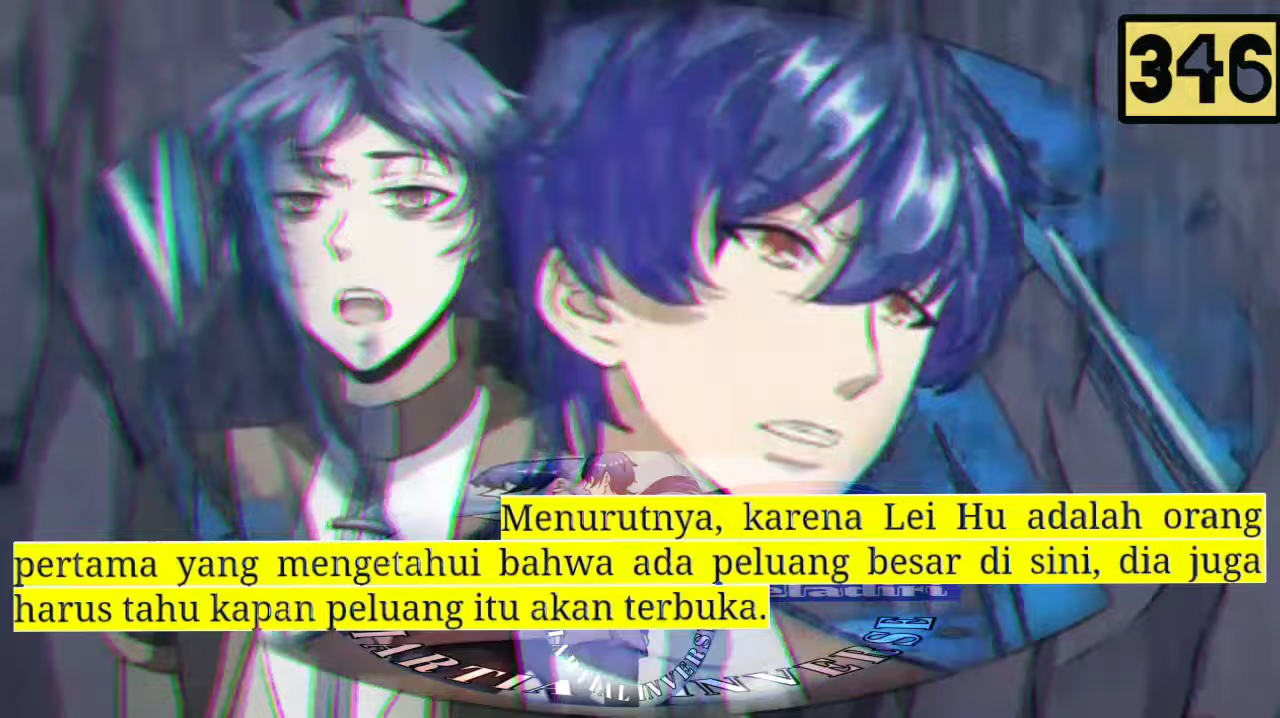 346
Menurutnya, karena Lei Hu adalah orang
pertama yang mengetahui bahwa ada peluang besar di sini, dia juga
harus tahu kapan peluang itu akan terbuka.
INVERSE